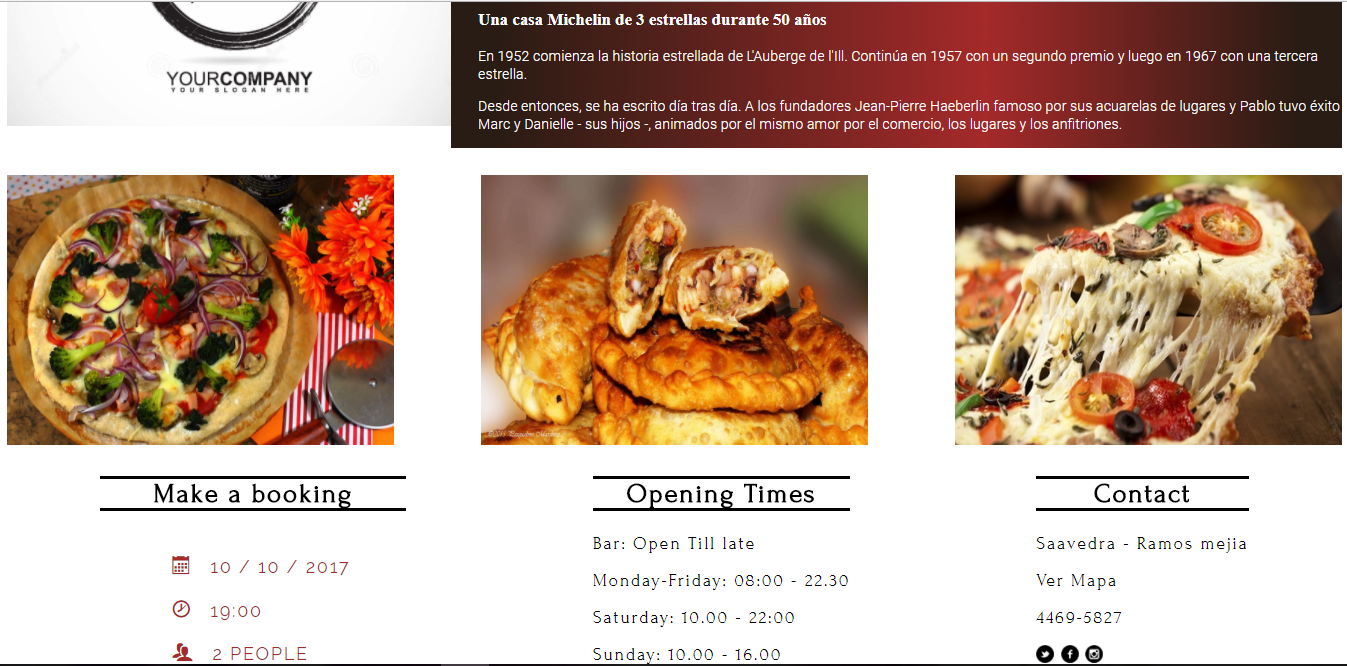 YOURCOMPANY
YOUR SLOGAN HERE
Una casa Michelin de 3 estrellas durante 50 años
En 1952 comienza la historia estrellada de L'Auberge de l'Ill. Continúa en 1957 con un segundo premio y luego en 1967 con una tercera
estrella.
Desde entonces, se ha escrito día tras día. A los fundadores Jean-Pierre Haeberlin famoso por sus acuarelas de lugares y Pablo tuvo éxito
Marc y Danielle - sus hijos -, animados por el mismo amor por el comercio, los lugares y los anfitriones.
Make a booking
10 / 10 / 2017
19:00
2 PEOPLE
Opening Times
Bar: Open Till late
Monday-Friday: 08:00 - 22.30
Saturday: 10.00 - 22:00
Sunday: 10.00 - 16.00
Contact
Saavedra - Ramos mejia
Ver Mapa
4469-5827